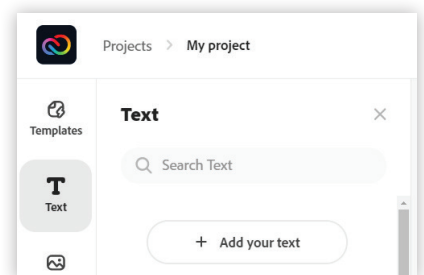 Projects > My project
Templates
Text
Text
Search Text
+ Add your text